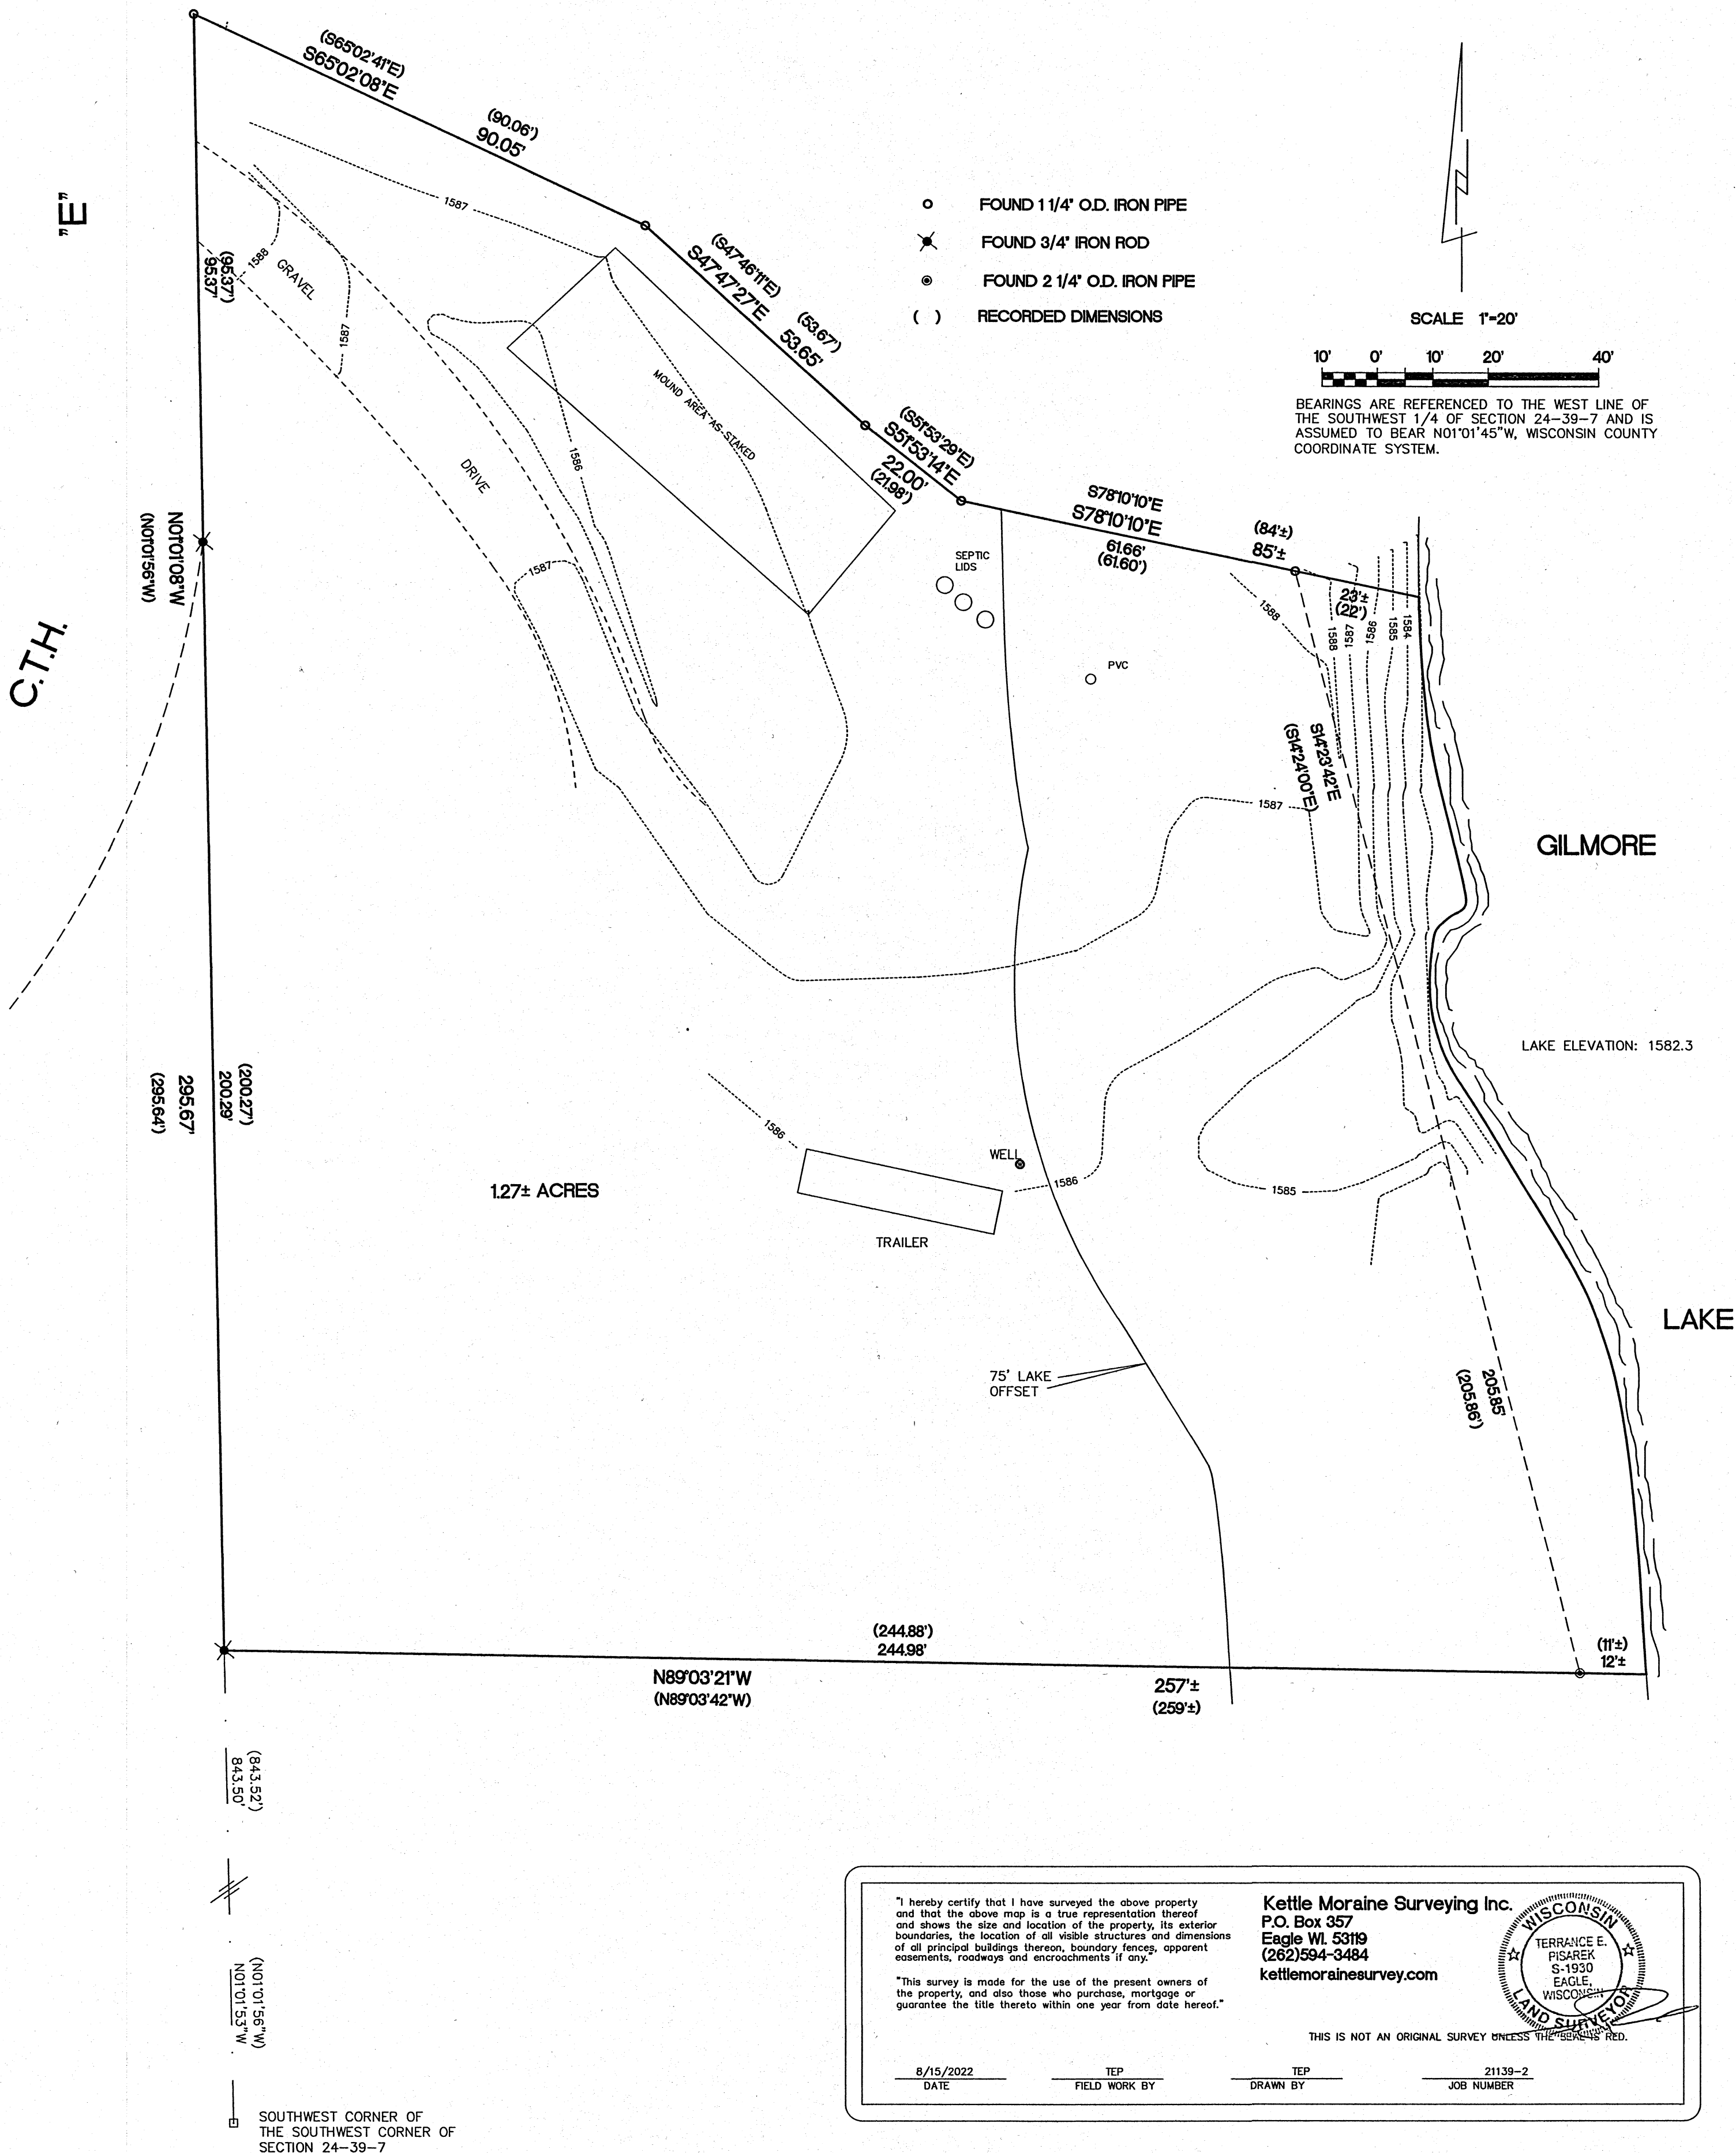 (S65°02'41"E)
S65°02'08"E
(90.06')
90.05'
"E"
C.T.H.
1587
1588
GRAVEL
1587
(95.37')
95.37'
DRIVE
1586
1587
MOUND AREA AS STAKED
(S47°46'11"E)
S47°47'27"E
(53.67')
53.65'
(S51°53'29"E)
S51°53'14"E
22.00'
(21.98')
FOUND 1 1/4" O.D. IRON PIPE
FOUND 3/4" IRON ROD
FOUND 2 1/4" O.D. IRON PIPE
( ) RECORDED DIMENSIONS
SCALE 1"=20'
10' 0' 10' 20' 40'
BEARINGS ARE REFERENCED TO THE WEST LINE OF
THE SOUTHWEST 1/4 OF SECTION 24-39-7 AND IS
ASSUMED TO BEAR N01°01'45"W, WISCONSIN COUNTY
COORDINATE SYSTEM.
S78°10'10"E
S78°10'10"E
61.66'
(61.60')
(84'±)
85'±
23'±
(22')
SEPTIC
LIDS
PVC
1588
1588
1587
1586
1585
1584
S14°23'42"E
(S14°24'00"E)
1587
N01°01'08"W
(N01°01'56"W)
GILMORE
LAKE ELEVATION: 1582.3
LAKE
(200.27')
200.29'
295.67'
(295.64')
1586
WELL
1586
1585
1.27± ACRES
TRAILER
75' LAKE
OFFSET
205.85'
(205.86')
(244.88')
244.98'
N89°03'21"W
(N89°03'42"W)
257'±
(259'±)
(11'±)
12'±
(843.52')
843.50'
(N01°01'56"W)
N01°01'53"W
SOUTHWEST CORNER OF
THE SOUTHWEST CORNER OF
SECTION 24-39-7
"I hereby certify that I have surveyed the above property
and that the above map is a true representation thereof
and shows the size and location of the property, its exterior
boundaries, the location of all visible structures and dimensions
of all principal buildings thereon, boundary fences, apparent
easements, roadways and encroachments if any."
"This survey is made for the use of the present owners of
the property, and also those who purchase, mortgage or
guarantee the title thereto within one year from date hereof."
Kettle Moraine Surveying Inc.
P.O. Box 357
Eagle WI. 53119
(262)594-3484
kettlemorainesurvey.com
WISCONSIN
TERRANCE E.
PISAREK
S-1930
EAGLE,
WISCONSIN
LAND SURVEYOR
THIS IS NOT AN ORIGINAL SURVEY UNLESS THE SEAL IS RED.
8/15/2022 TEP TEP 21139-2
DATE FIELD WORK BY DRAWN BY JOB NUMBER